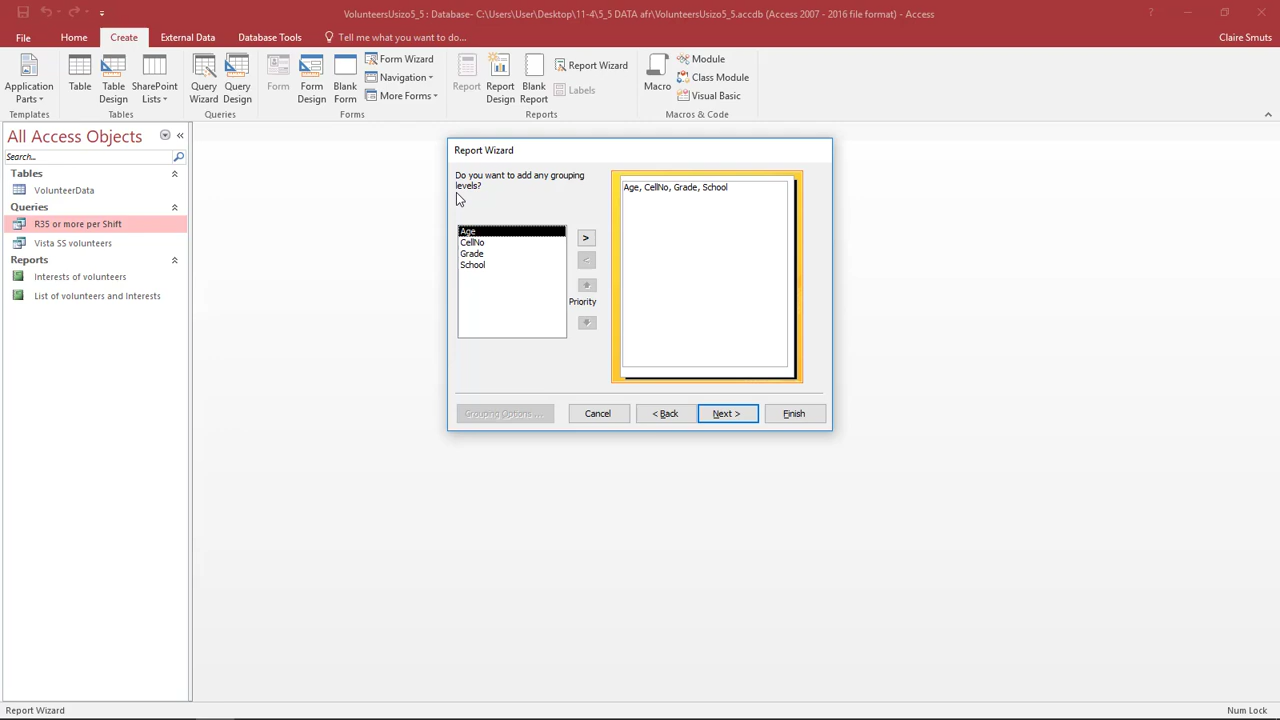 VolunteersUsizo5_5 : Database- C:\Users\User\Desktop\11-4\5_5 DATA afr\VolunteersUsizo5_5.accdb (Access 2007 - 2016 file format) - Access
File Home Create External Data Database Tools Tell me what you want to do... Claire Smuts
Application Parts
Table
Table Design
SharePoint Lists
Query Wizard
Query Design
Form
Form Design
Blank Form
Form Wizard
Navigation
More Forms
Report
Report Design
Blank Report
Report Wizard
Labels
Macro
Module
Class Module
Visual Basic
Templates Tables Queries Forms Reports Macros & Code
All Access Objects
Search...
Tables
VolunteerData
Queries
R35 or more per Shift
Vista SS volunteers
Reports
Interests of volunteers
List of volunteers and Interests
Report Wizard
Do you want to add any grouping
levels?
Age
CellNo
Grade
School
>
<
Priority
Age, CellNo, Grade, School
Grouping Options ... Cancel < Back Next > Finish
Report Wizard Num Lock